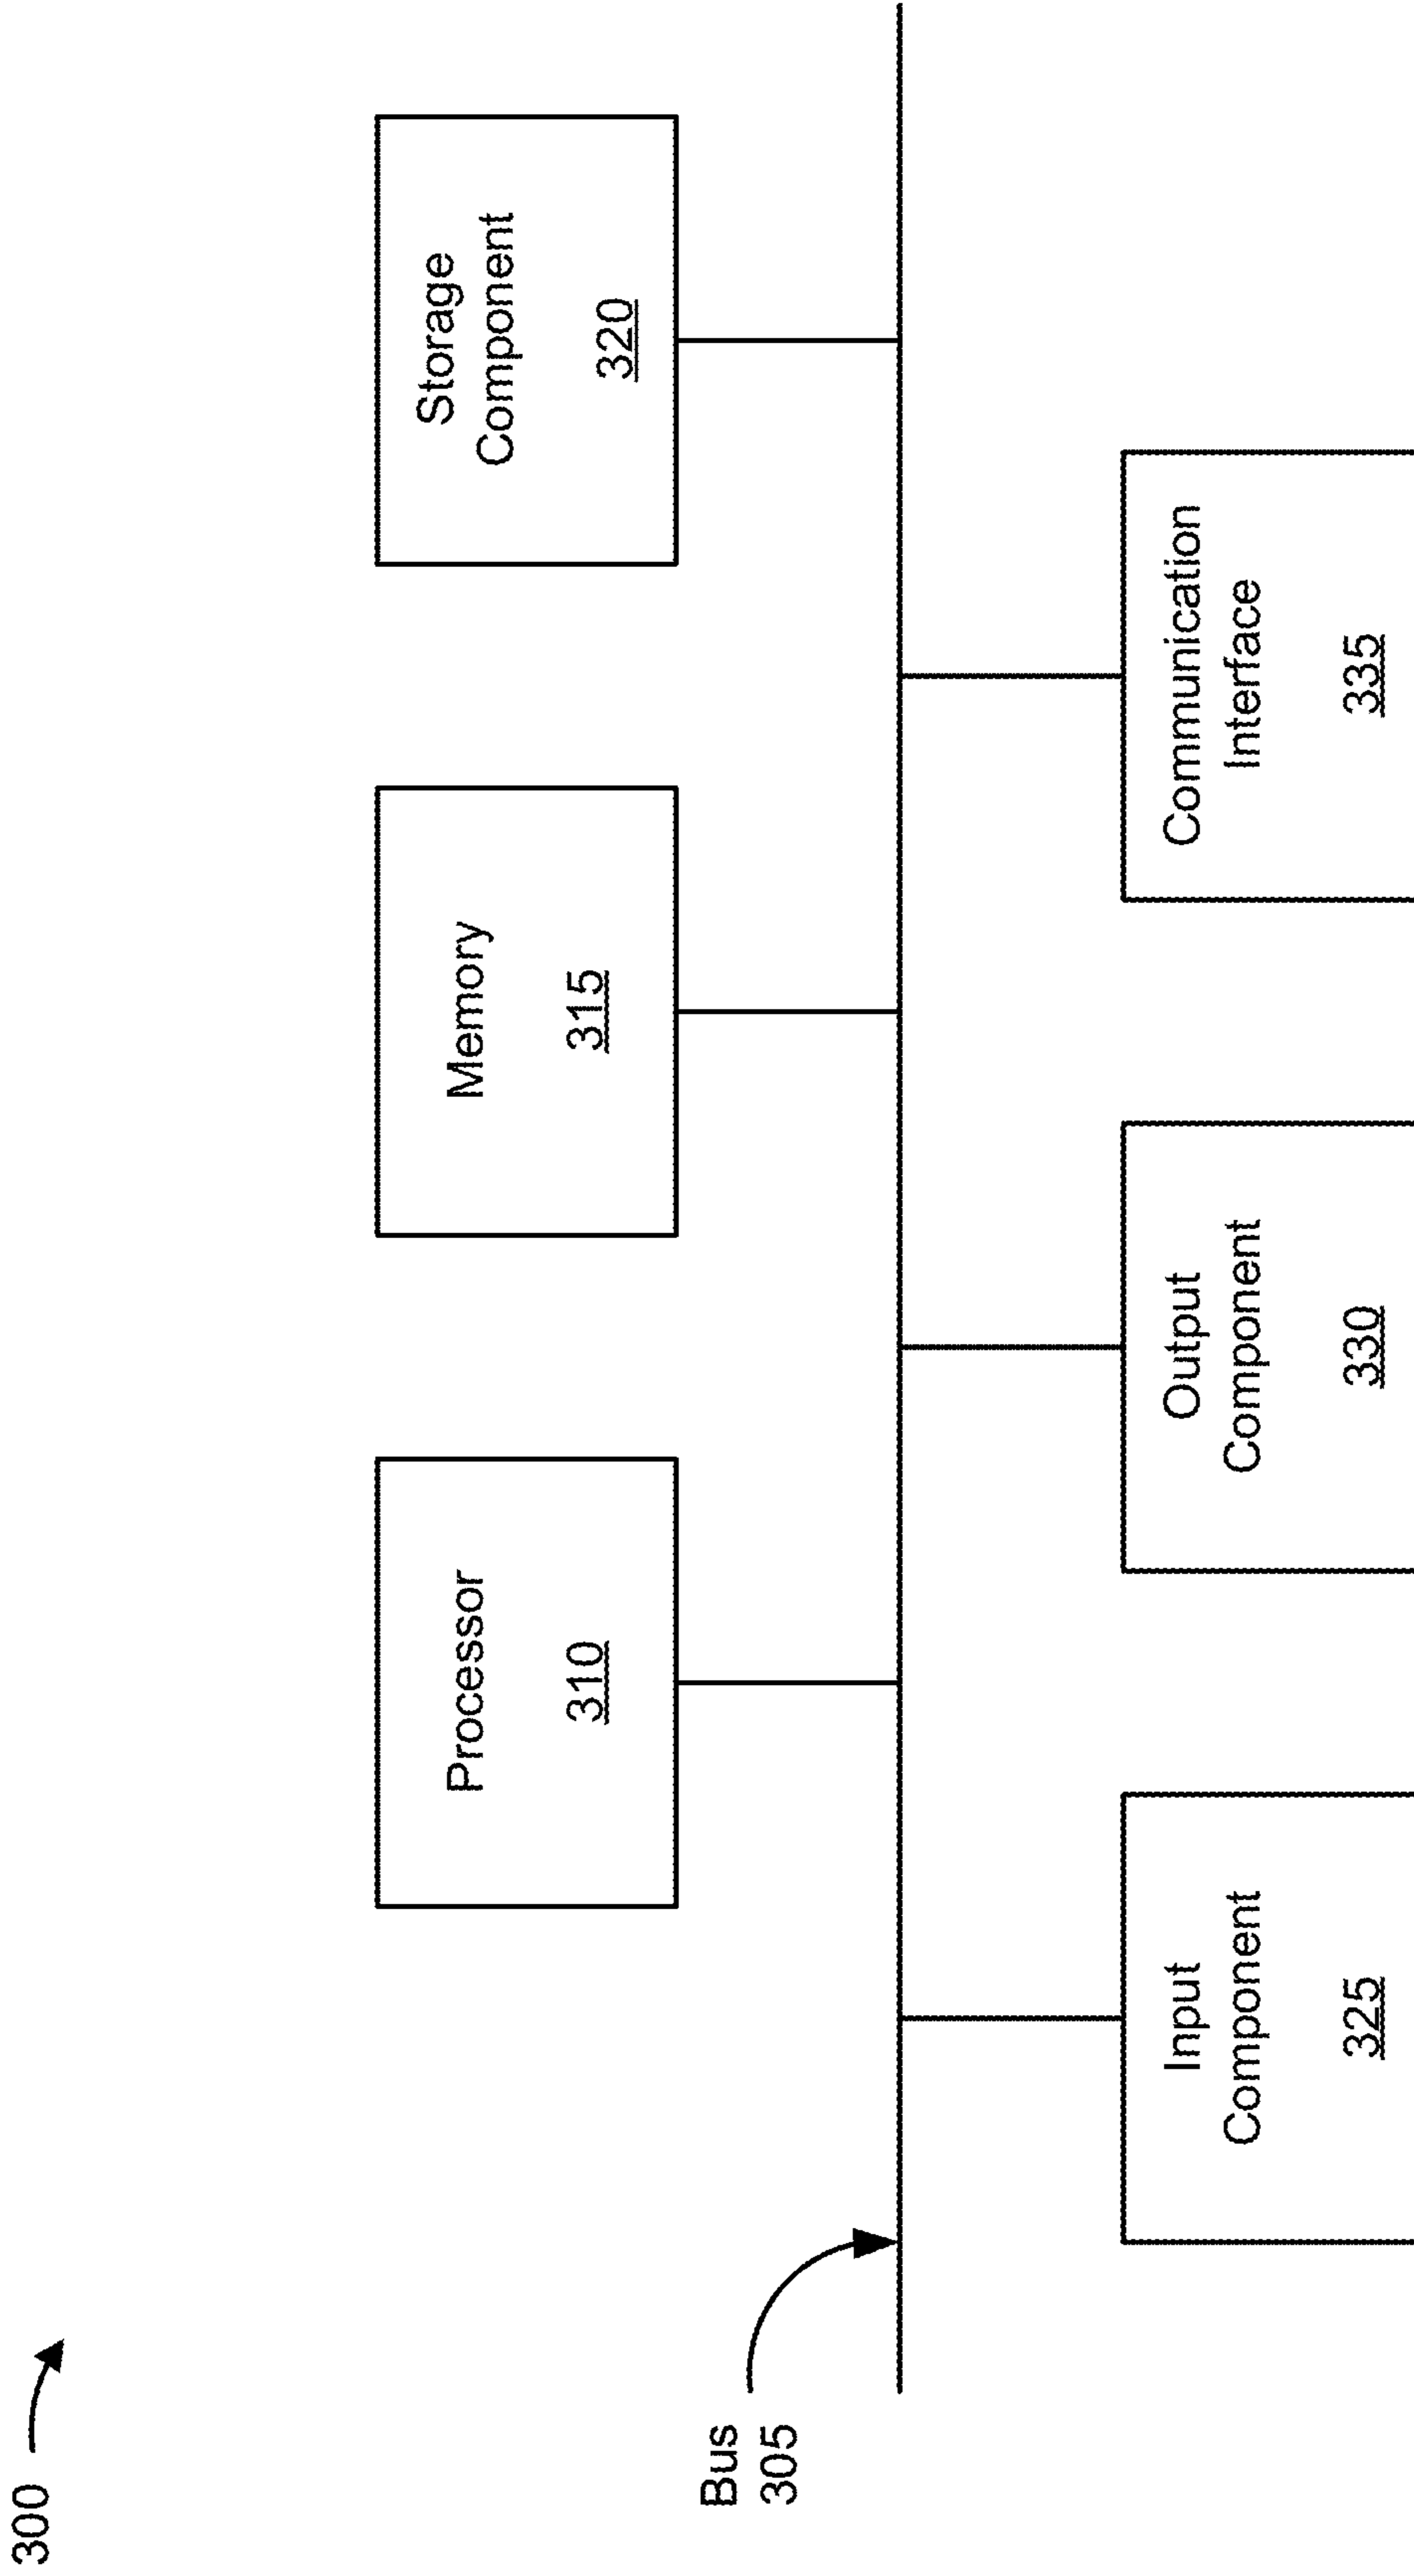 300
Processor
310
Memory
315
Storage
Component
320
Bus
305
Input
Component
325
Output
Component
330
Communication
Interface
335